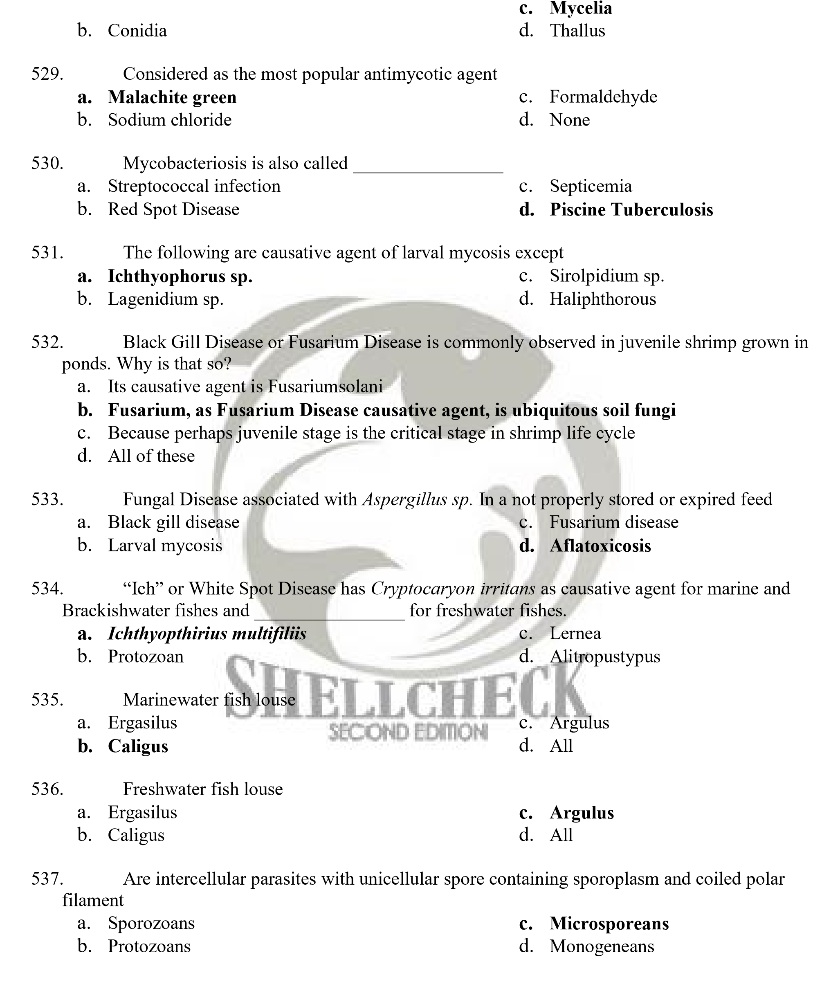 c. Mycelia
b. Conidia d. Thallus
529. Considered as the most popular antimycotic agent
a. Malachite green c. Formaldehyde
b. Sodium chloride d. None
530. Mycobacteriosis is also called _______________
a. Streptococcal infection c. Septicemia
b. Red Spot Disease d. Piscine Tuberculosis
531. The following are causative agent of larval mycosis except
a. Ichthyophorus sp. c. Sirolpidium sp.
b. Lagenidium sp. d. Haliphthorous
532. Black Gill Disease or Fusarium Disease is commonly observed in juvenile shrimp grown in
ponds. Why is that so?
a. Its causative agent is Fusariumsolani
b. Fusarium, as Fusarium Disease causative agent, is ubiquitous soil fungi
c. Because perhaps juvenile stage is the critical stage in shrimp life cycle
d. All of these
533. Fungal Disease associated with Aspergillus sp. In a not properly stored or expired feed
a. Black gill disease c. Fusarium disease
b. Larval mycosis d. Aflatoxicosis
534. “Ich” or White Spot Disease has Cryptocaryon irritans as causative agent for marine and
Brackishwater fishes and _______________ for freshwater fishes.
a. Ichthyopthirius multifiliis c. Lernea
b. Protozoan d. Alitropustypus
SHELLCHECK
535. Marinewater fish louse
a. Ergasilus c. Argulus
SECOND EDITION
b. Caligus d. All
536. Freshwater fish louse
a. Ergasilus c. Argulus
b. Caligus d. All
537. Are intercellular parasites with unicellular spore containing sporoplasm and coiled polar
filament
a. Sporozoans c. Microsporeans
b. Protozoans d. Monogeneans